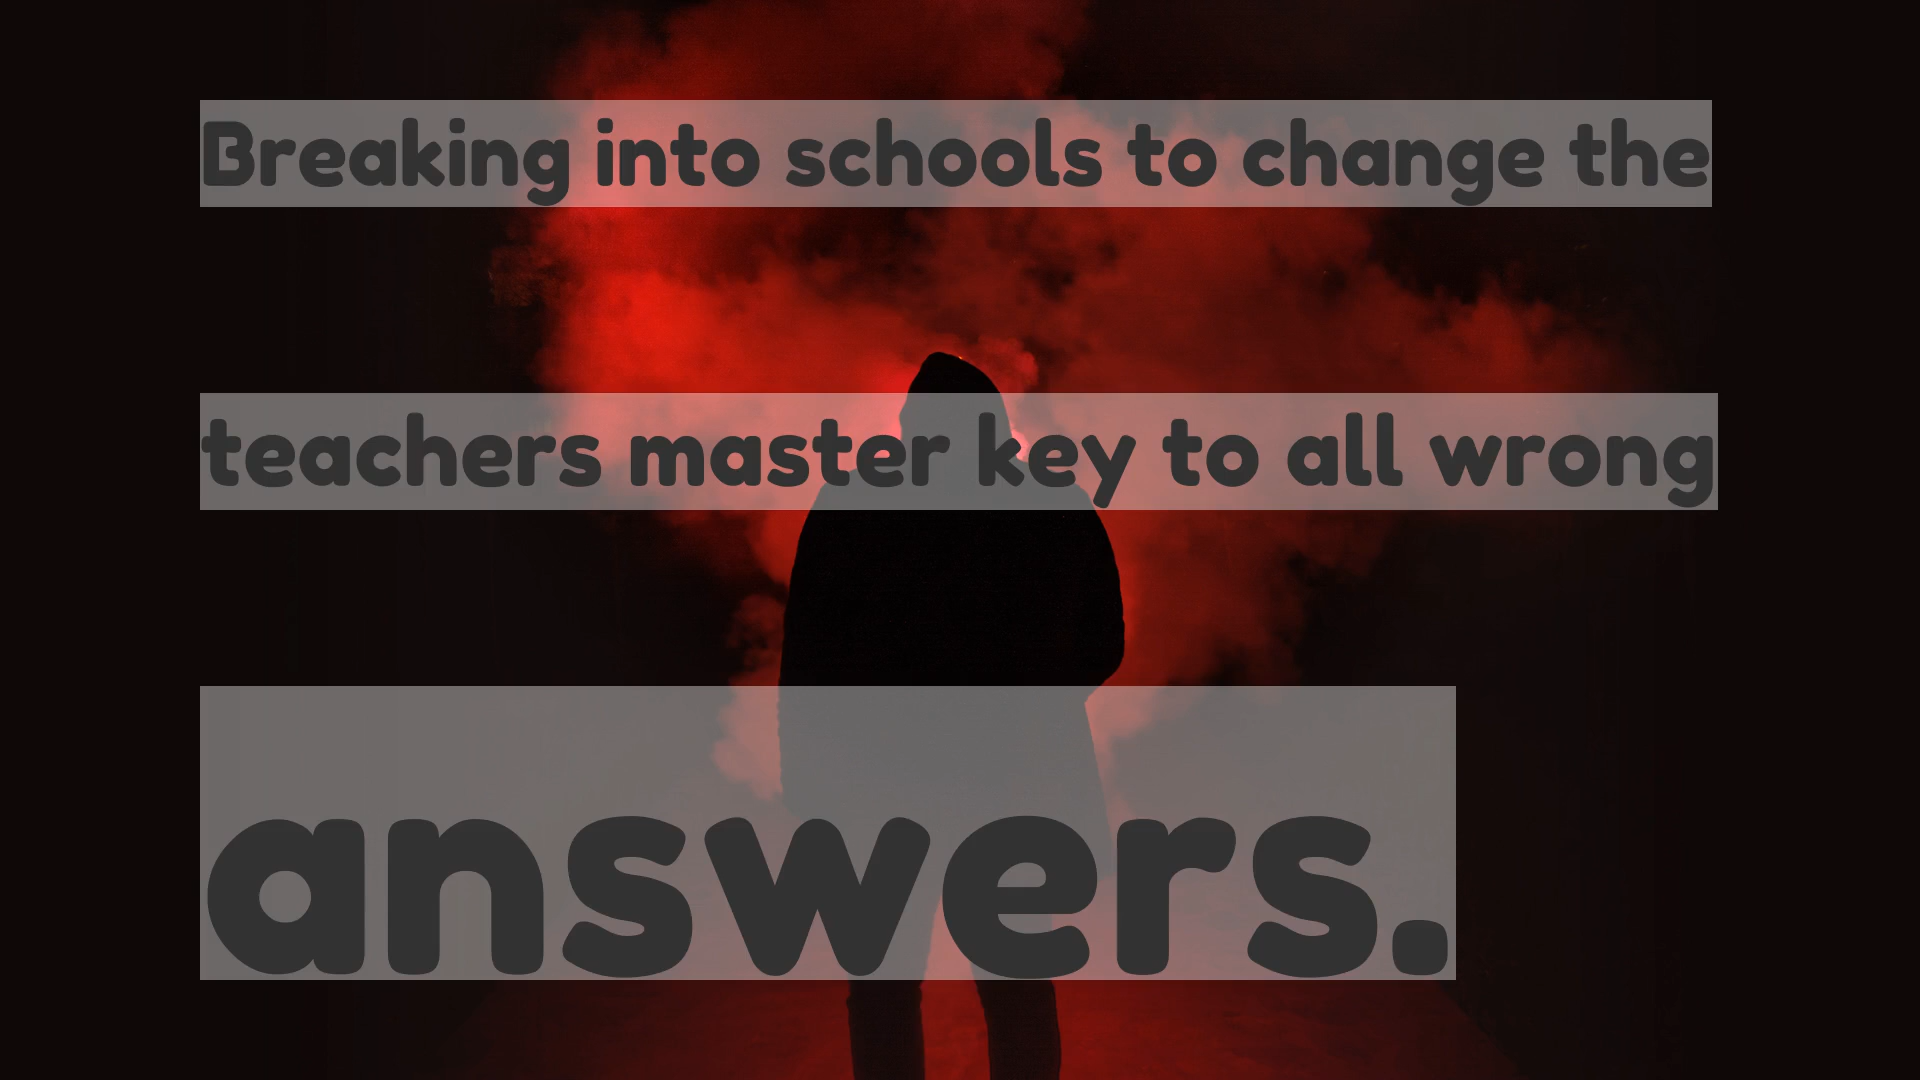 Breaking into schools to change the
teachers master key to all wrong
answers.